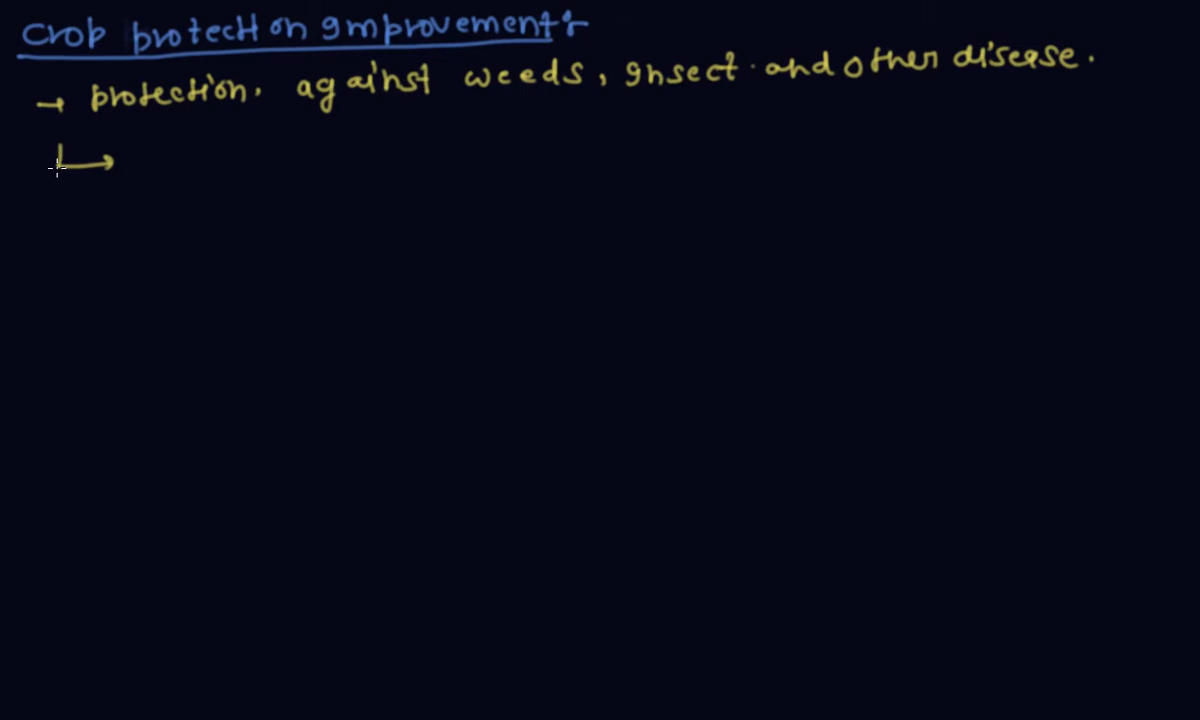 Crop protection Improvement :-
→ protection. against weeds, Insect. and other disease.